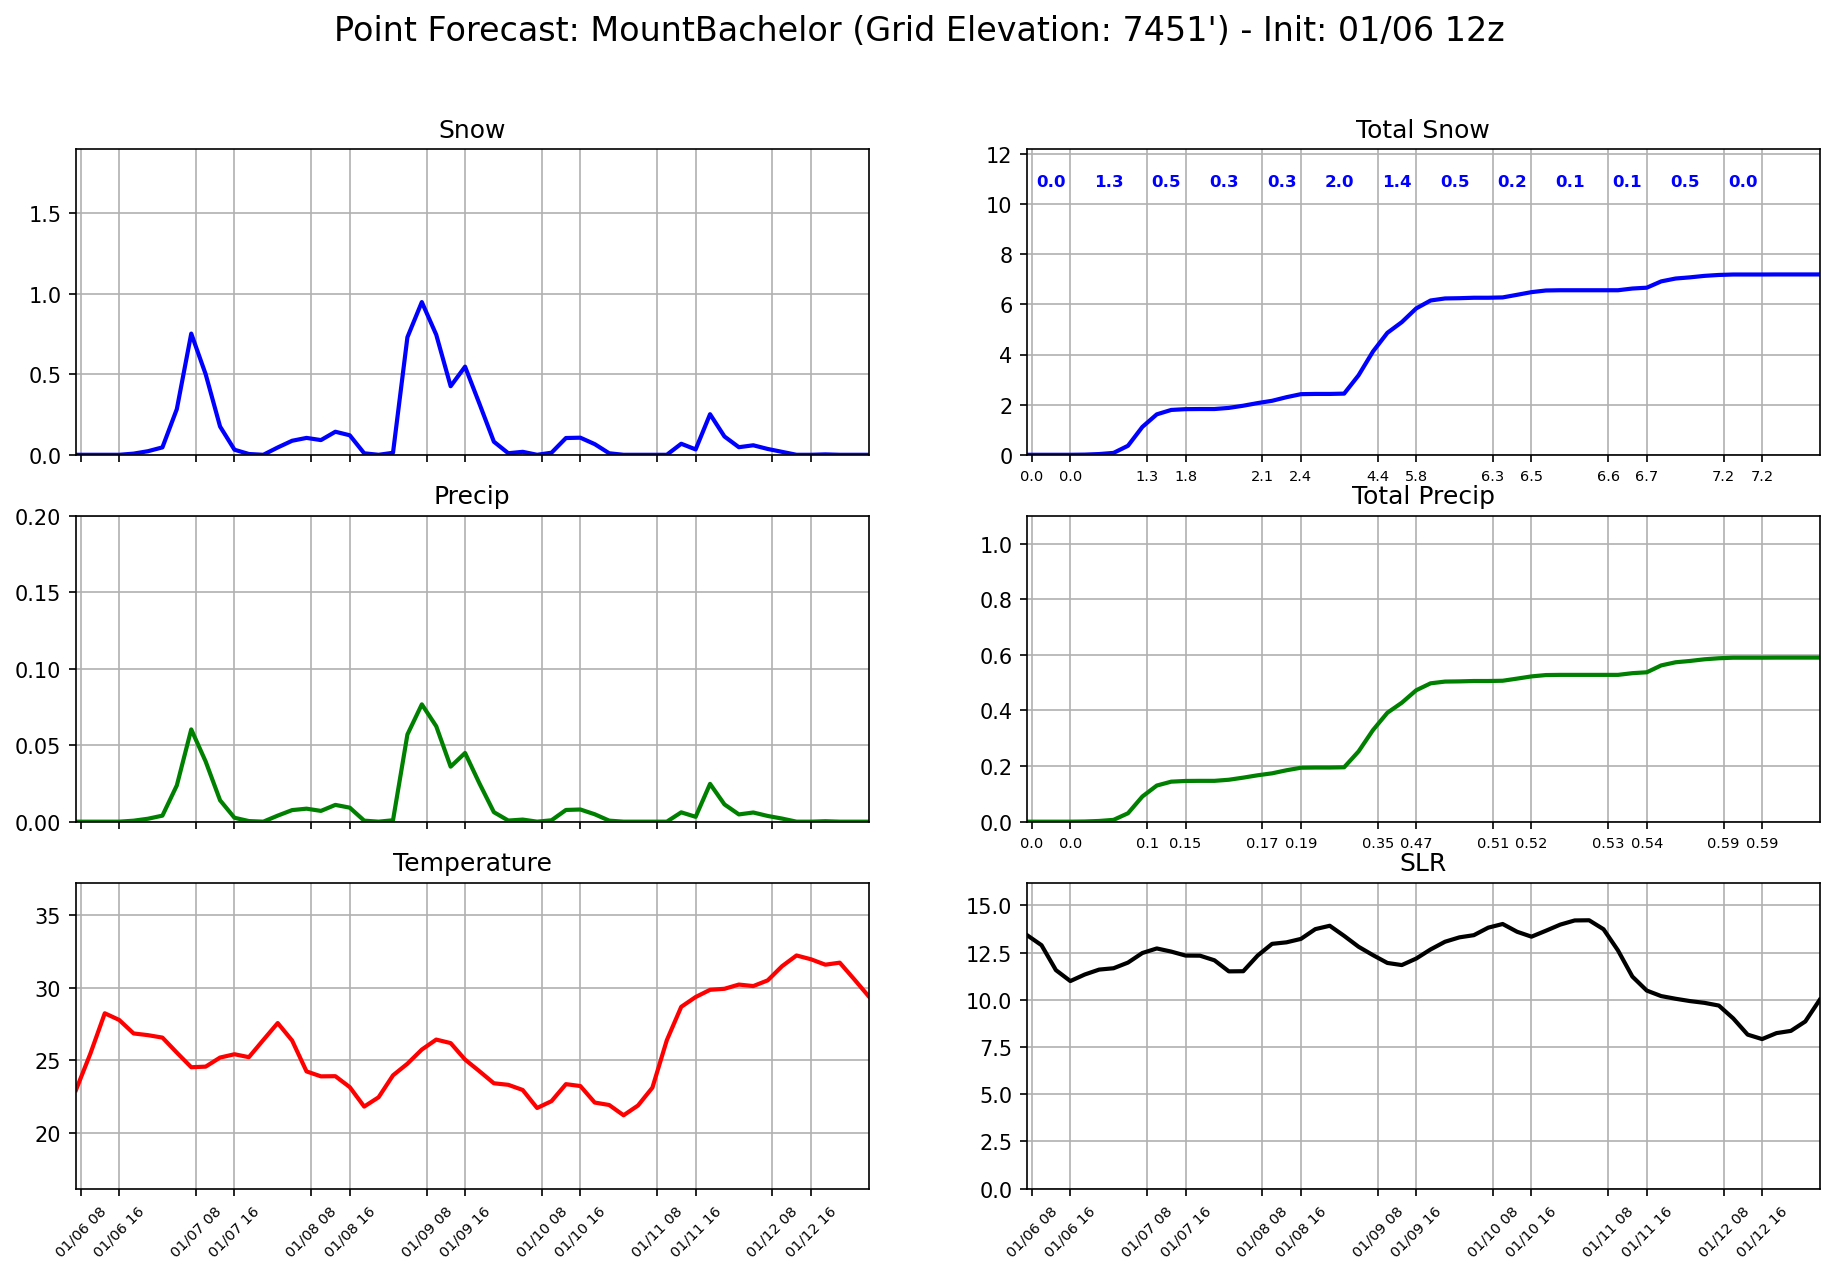 Point Forecast: MountBachelor (Grid Elevation: 7451') - Init: 01/06 12z
Snow
1.5
1.0
0.5
0.0
Total Snow
12
10
8
6
4
2
0
0.0 1.3 0.5 0.3 0.3 2.0 1.4 0.5 0.2 0.1 0.1 0.5 0.0
0.0 0.0 1.3 1.8 2.1 2.4 4.4 5.8 6.3 6.5 6.6 6.7 7.2 7.2
Precip
0.20
0.15
0.10
0.05
0.00
Total Precip
1.0
0.8
0.6
0.4
0.2
0.0
0.0 0.0 0.1 0.15 0.17 0.19 0.35 0.47 0.51 0.52 0.53 0.54 0.59 0.59
Temperature
35
30
25
20
01/06 08 01/06 16 01/07 08 01/07 16 01/08 08 01/08 16 01/09 08 01/09 16 01/10 08 01/10 16 01/11 08 01/11 16 01/12 08 01/12 16
SLR
15.0
12.5
10.0
7.5
5.0
2.5
0.0
01/06 08 01/06 16 01/07 08 01/07 16 01/08 08 01/08 16 01/09 08 01/09 16 01/10 08 01/10 16 01/11 08 01/11 16 01/12 08 01/12 16